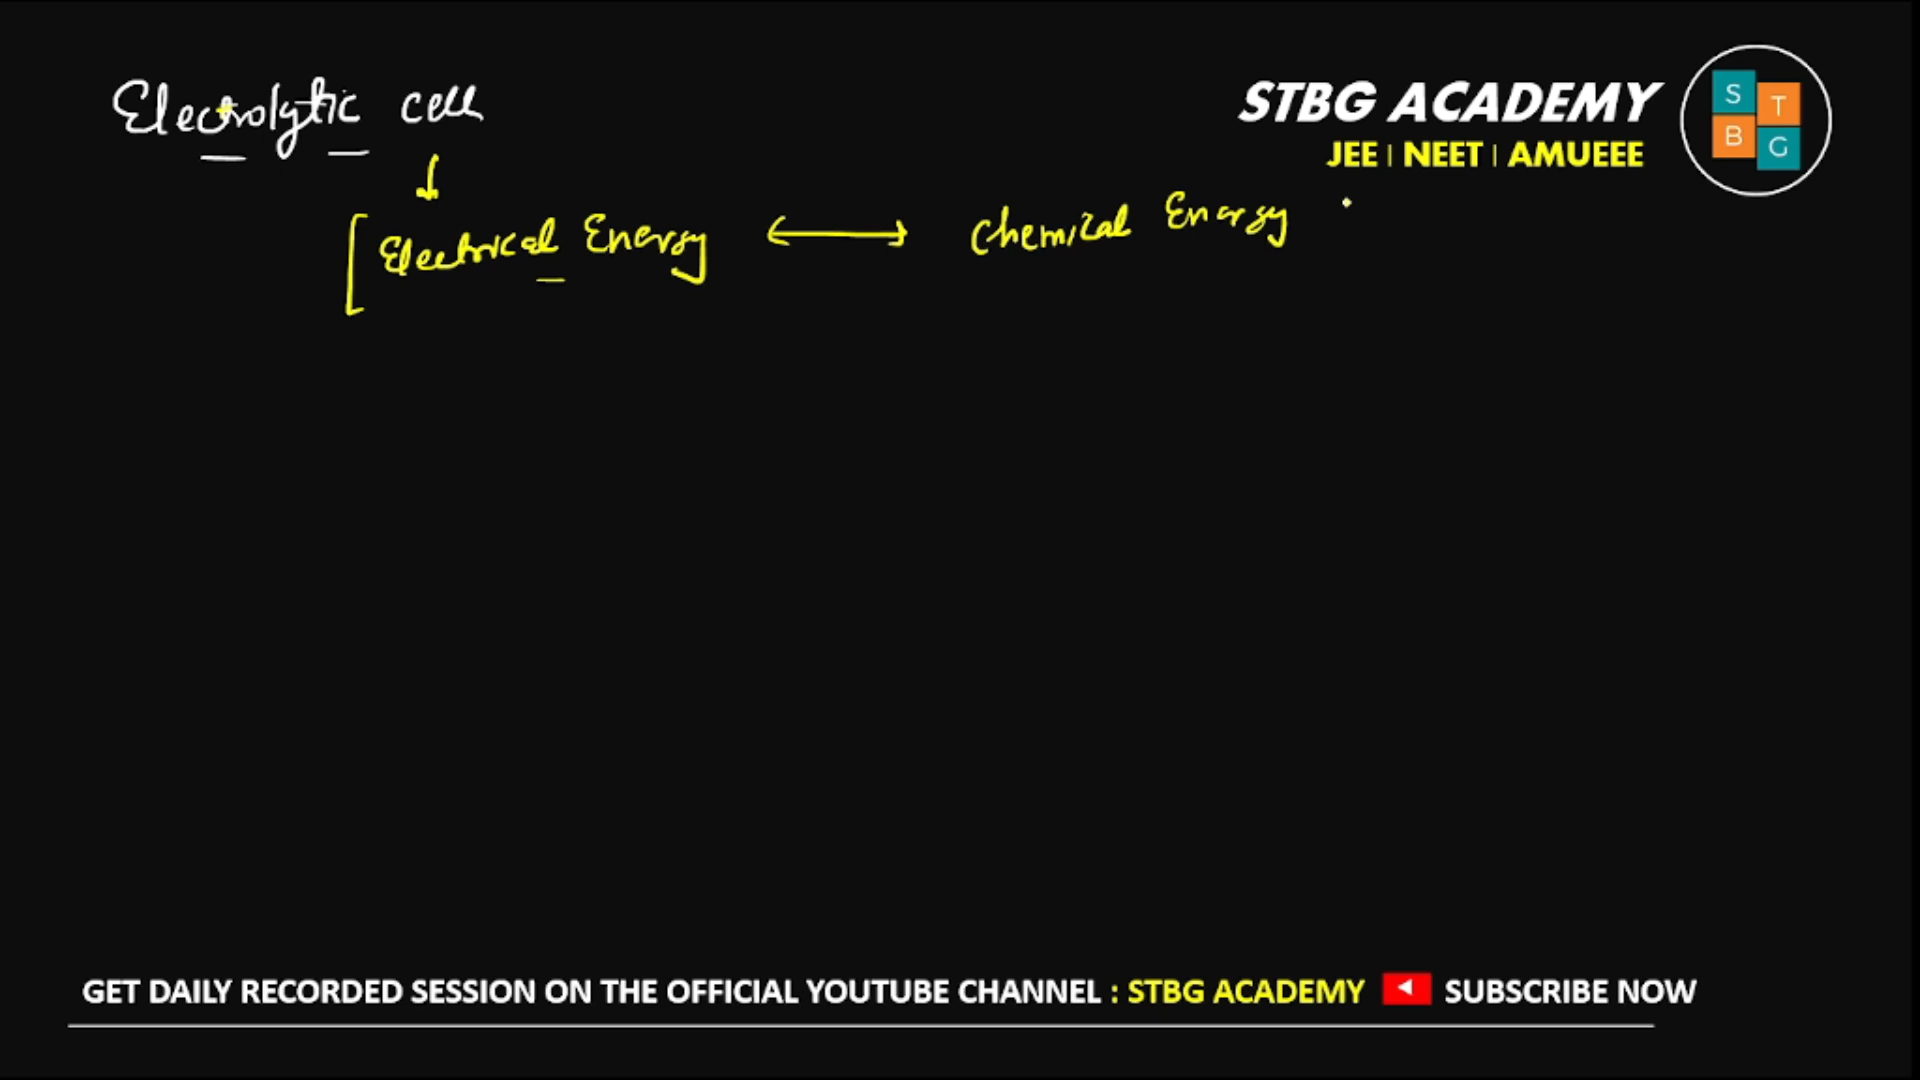 Electrolytic cell
STBG ACADEMY
JEE | NEET | AMUEEE
S T
B G
↓
[Electrical Energy ⟷ Chemical Energy
GET DAILY RECORDED SESSION ON THE OFFICIAL YOUTUBE CHANNEL : STBG ACADEMY SUBSCRIBE NOW